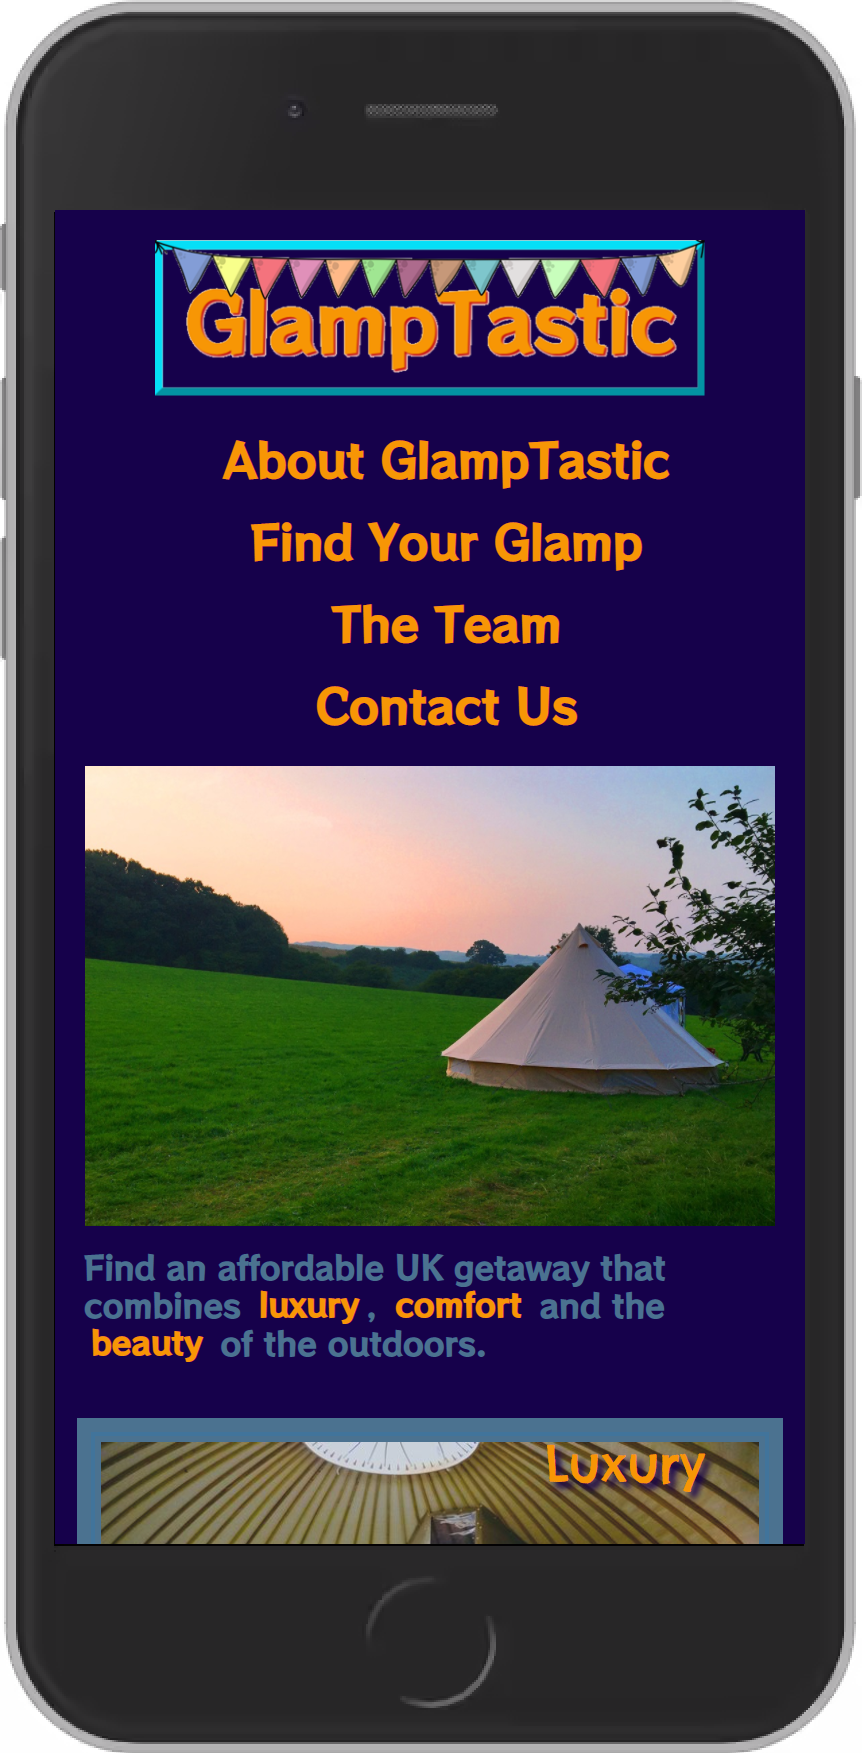 GlampTastic
About GlampTastic
Find Your Glamp
The Team
Contact Us
Find an affordable UK getaway that
combines luxury , comfort and the
beauty of the outdoors.
Luxury